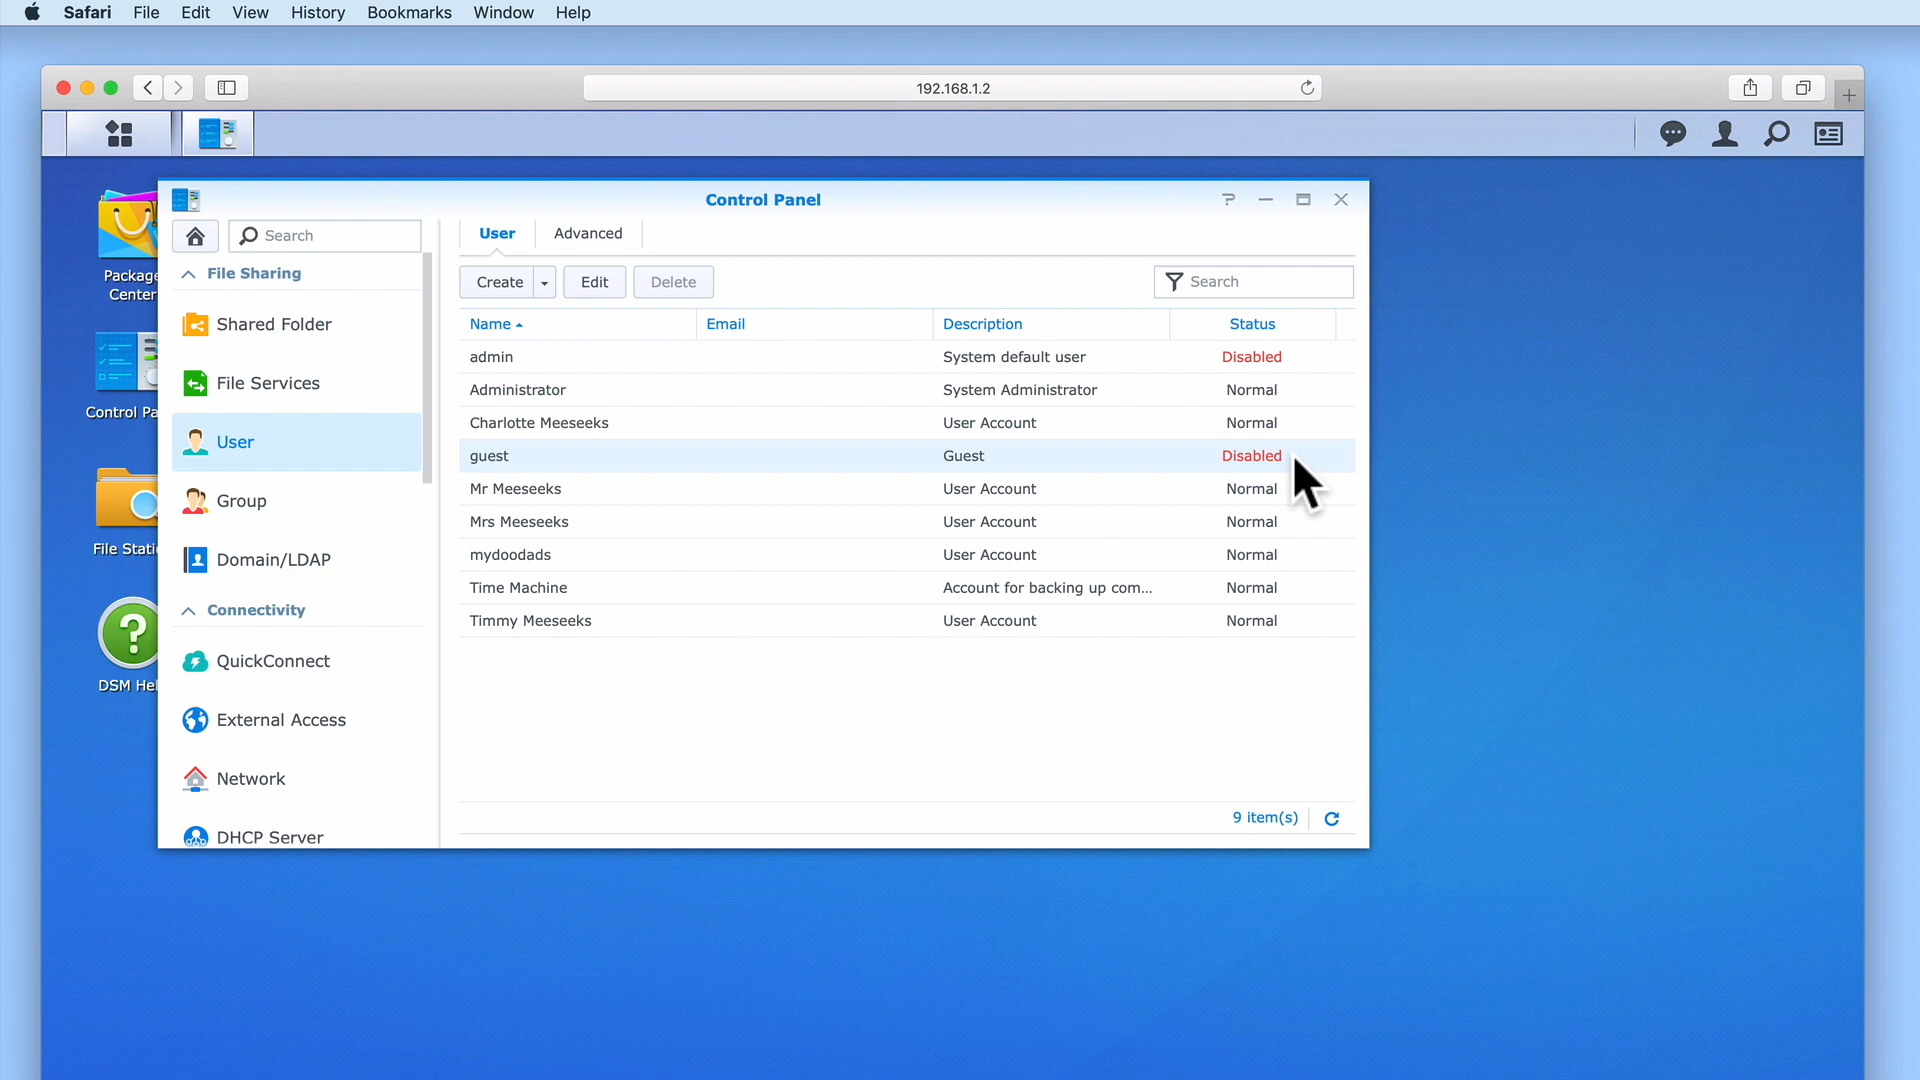 Safari File Edit View History Bookmarks Window Help
192.168.1.2
Control Panel
Search
User Advanced
File Sharing
Create Edit Delete Search
Name Email Description Status
Shared Folder
File Services
User
Group
Domain/LDAP
Connectivity
QuickConnect
External Access
Network
DHCP Server
admin System default user Disabled
Administrator System Administrator Normal
Charlotte Meeseeks User Account Normal
guest Guest Disabled
Mr Meeseeks User Account Normal
Mrs Meeseeks User Account Normal
mydoodads User Account Normal
Time Machine Account for backing up com... Normal
Timmy Meeseeks User Account Normal
9 item(s)
Package
Center
Control Pa
File Stati
DSM Hel